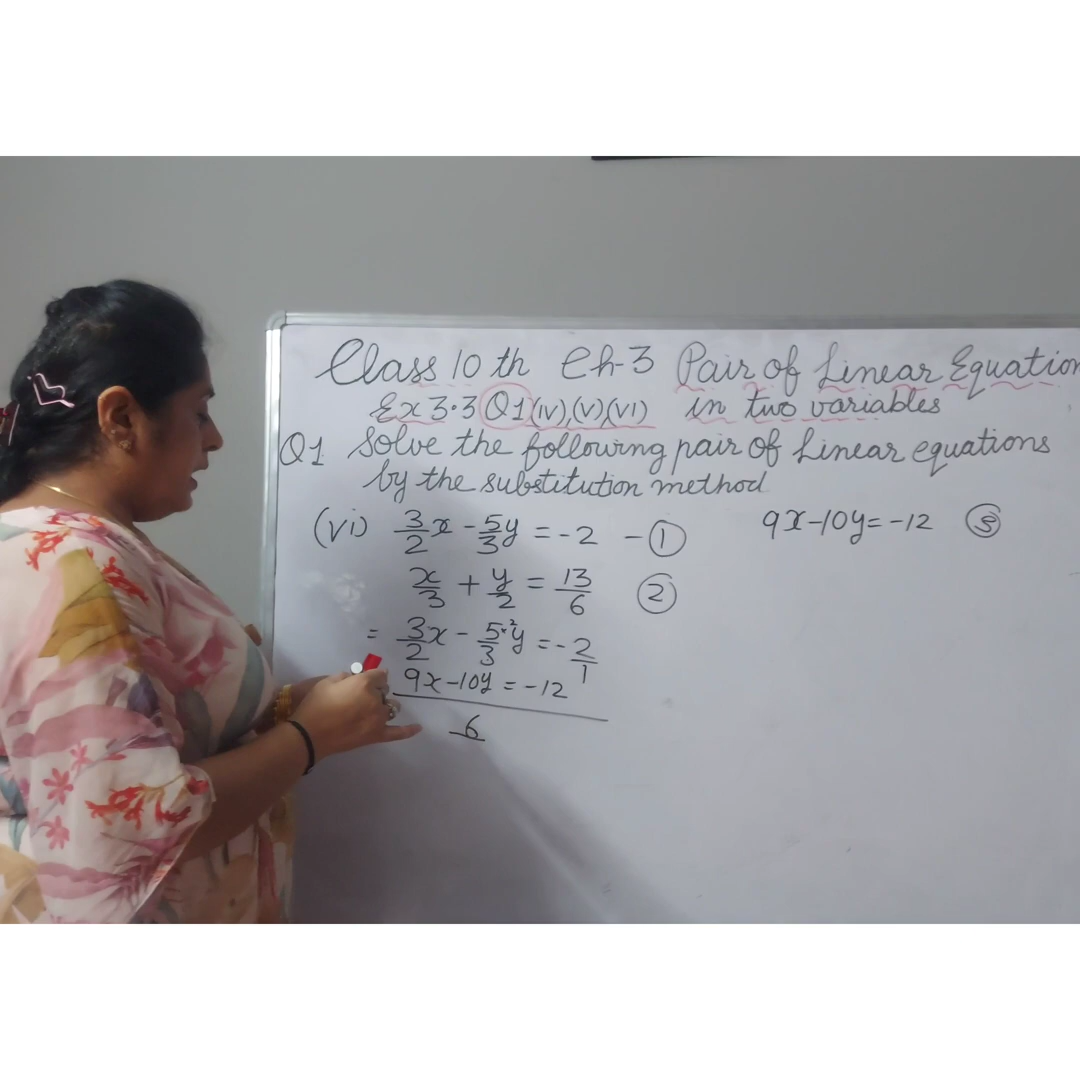 Class 10 th Ch-3 Pair of Linear Equation
Ex 3.3 Q1(iv),(v)(vi) in two variables
Q1 Solve the following pair of Linear equations
by the substitution method
(vi) 3/2 x - 5/3 y = -2 - ①
9x-10y=-12 ③
x/3 + y/2 = 13/6 ②
= 3/2 x - 5/3 ×2 y = - 2/1
9x-10y = -12
6